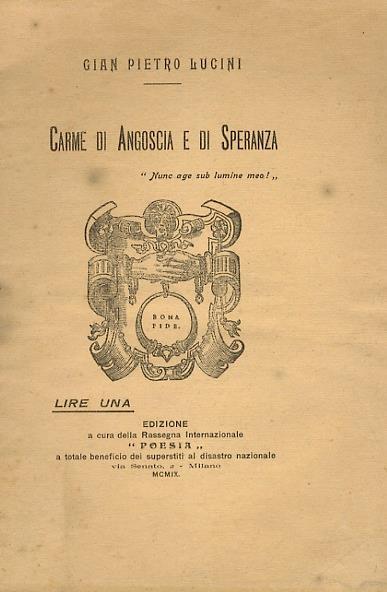 GIAN PIETRO LUCINI
CARME DI ANGOSCIA E DI SPERANZA
“ Nunc age sub lumine meo! „
BONA
FIDE.
LIRE UNA
EDIZIONE
a cura della Rassegna Internazionale
“ POESIA „
a totale beneficio dei superstiti al disastro nazionale
via Senato, 2 - Milano
MCMIX.